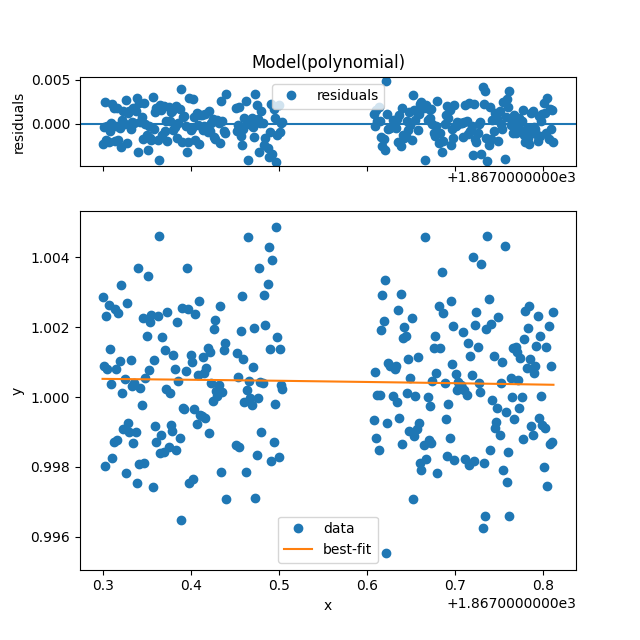 Model(polynomial)
residuals
0.005
0.000
residuals
+1.8670000000e3
y
1.004
1.002
1.000
0.998
0.996
data
best-fit
0.3 0.4 0.5 0.6 0.7 0.8
x
+1.8670000000e3